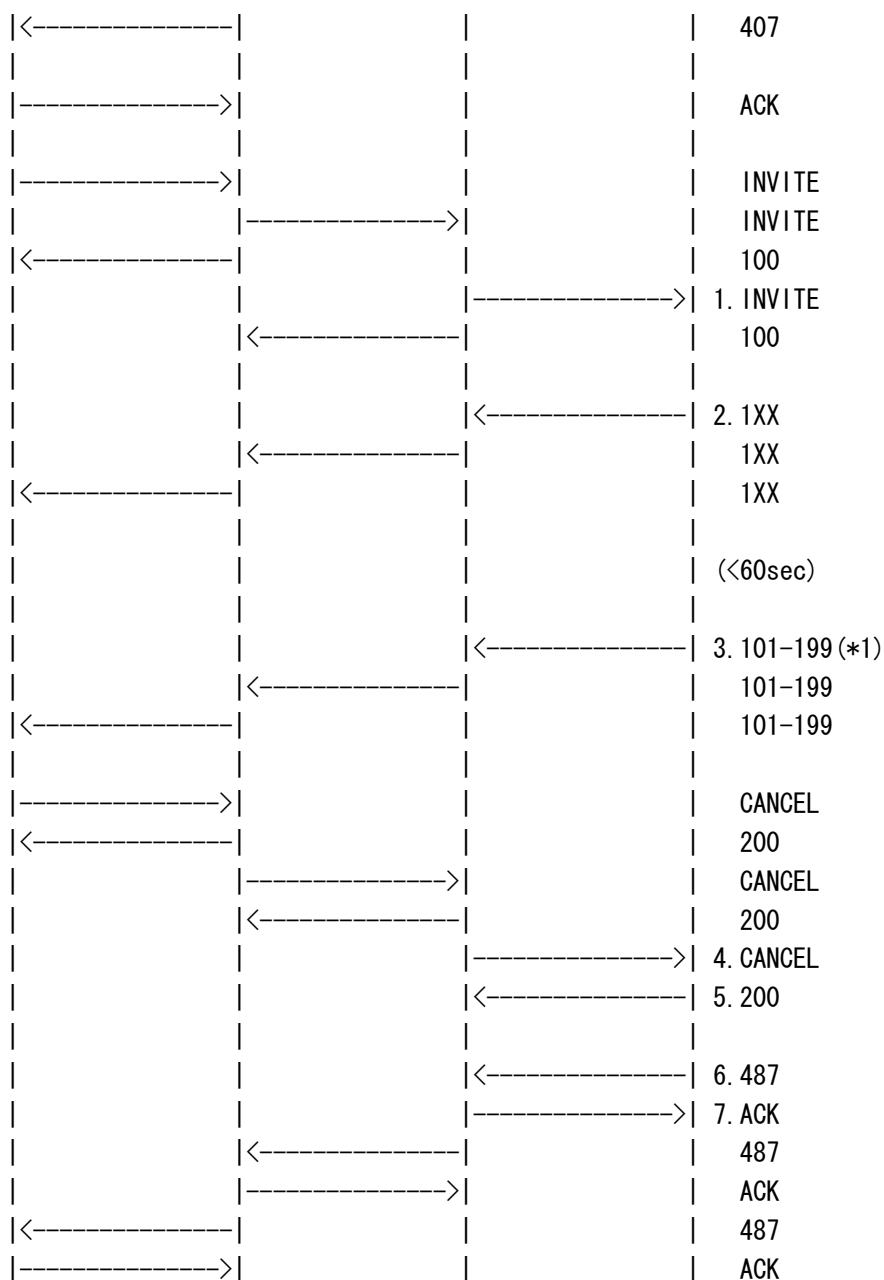 407
ACK
INVITE
INVITE
100
1. INVITE
100
2. 1XX
1XX
1XX
(<60sec)
3. 101-199(*1)
101-199
101-199
CANCEL
200
CANCEL
200
4. CANCEL
5. 200
6. 487
7. ACK
487
ACK
487
ACK